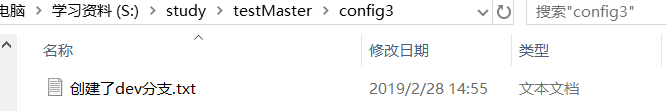 电脑 > 学习资料 (S:) > study > testMaster > config3 搜索"config3"
名称 修改日期 类型
创建了dev分支.txt 2019/2/28 14:55 文本文档